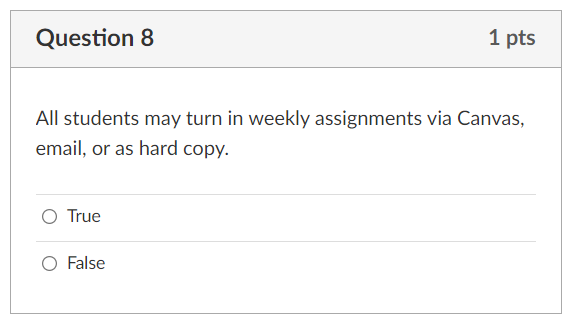 Question 8 1 pts
All students may turn in weekly assignments via Canvas,
email, or as hard copy.
True
False